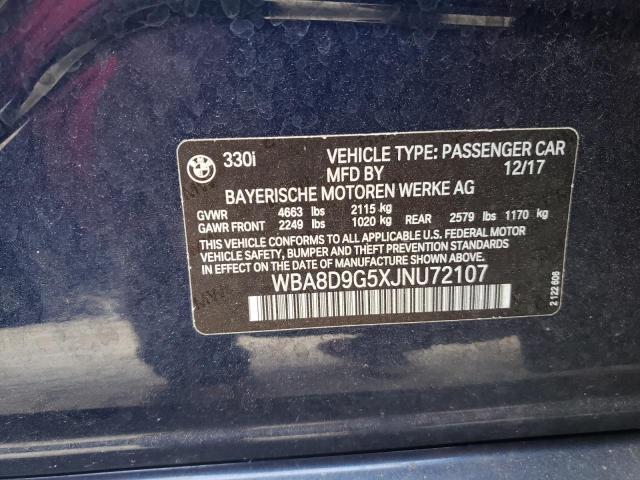 330i VEHICLE TYPE: PASSENGER CAR
MFD BY 12/17
BAYERISCHE MOTOREN WERKE AG
GVWR 4663 lbs 2115 kg
GAWR FRONT 2249 lbs 1020 kg REAR 2579 lbs 1170 kg
THIS VEHICLE CONFORMS TO ALL APPLICABLE U.S. FEDERAL MOTOR
VEHICLE SAFETY, BUMPER, AND THEFT PREVENTION STANDARDS IN
EFFECT ON THE DATE OF MANUFACTURE SHOWN ABOVE.
WBA8D9G5XJNU72107
2 122 606